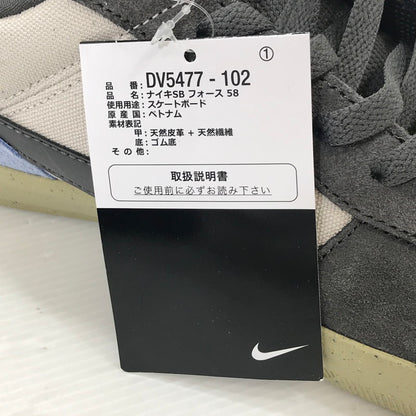 ①
品 番: DV5477 - 102
品 名: ナイキSB フォース 58
使用用途: スケートボード
原 産 国: ベトナム
素材表記
甲: 天然皮革 + 天然繊維
底: ゴム底
そ の 他:
取扱説明書
ご使用前に必ずお読み下さい